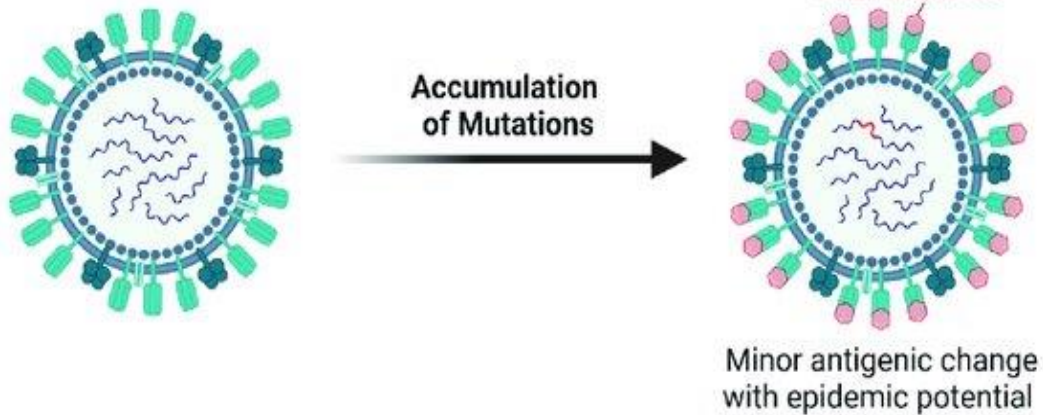 Accumulation
of Mutations
Minor antigenic change
with epidemic potential